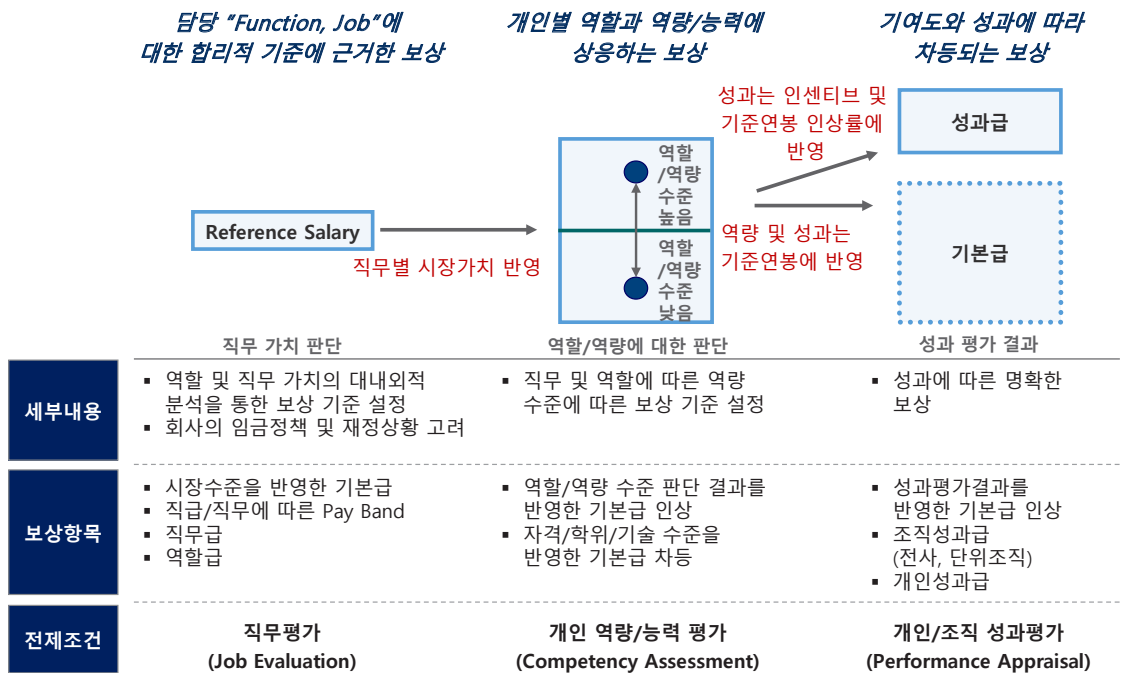 담당 "Function, Job"에
대한 합리적 기준에 근거한 보상
개인별 역할과 역량/능력에
상응하는 보상
기여도와 성과에 따라
차등되는 보상
성과는 인센티브 및
기준연봉 인상률에
반영
성과급
역할
/역량
수준
높음
Reference Salary
직무별 시장가치 반영
역할
/역량
수준
낮음
역량 및 성과는
기준연봉에 반영
기본급
직무 가치 판단
역할/역량에 대한 판단
성과 평가 결과
세부내용
▪ 역할 및 직무 가치의 대내외적
분석을 통한 보상 기준 설정
▪ 회사의 임금정책 및 재정상황 고려
▪ 직무 및 역할에 따른 역량
수준에 따른 보상 기준 설정
▪ 성과에 따른 명확한
보상
보상항목
▪ 시장수준을 반영한 기본급
▪ 직급/직무에 따른 Pay Band
▪ 직무급
▪ 역할급
▪ 역할/역량 수준 판단 결과를
반영한 기본급 인상
▪ 자격/학위/기술 수준을
반영한 기본급 차등
▪ 성과평가결과를
반영한 기본급 인상
▪ 조직성과급
(전사, 단위조직)
▪ 개인성과급
전제조건
직무평가
(Job Evaluation)
개인 역량/능력 평가
(Competency Assessment)
개인/조직 성과평가
(Performance Appraisal)